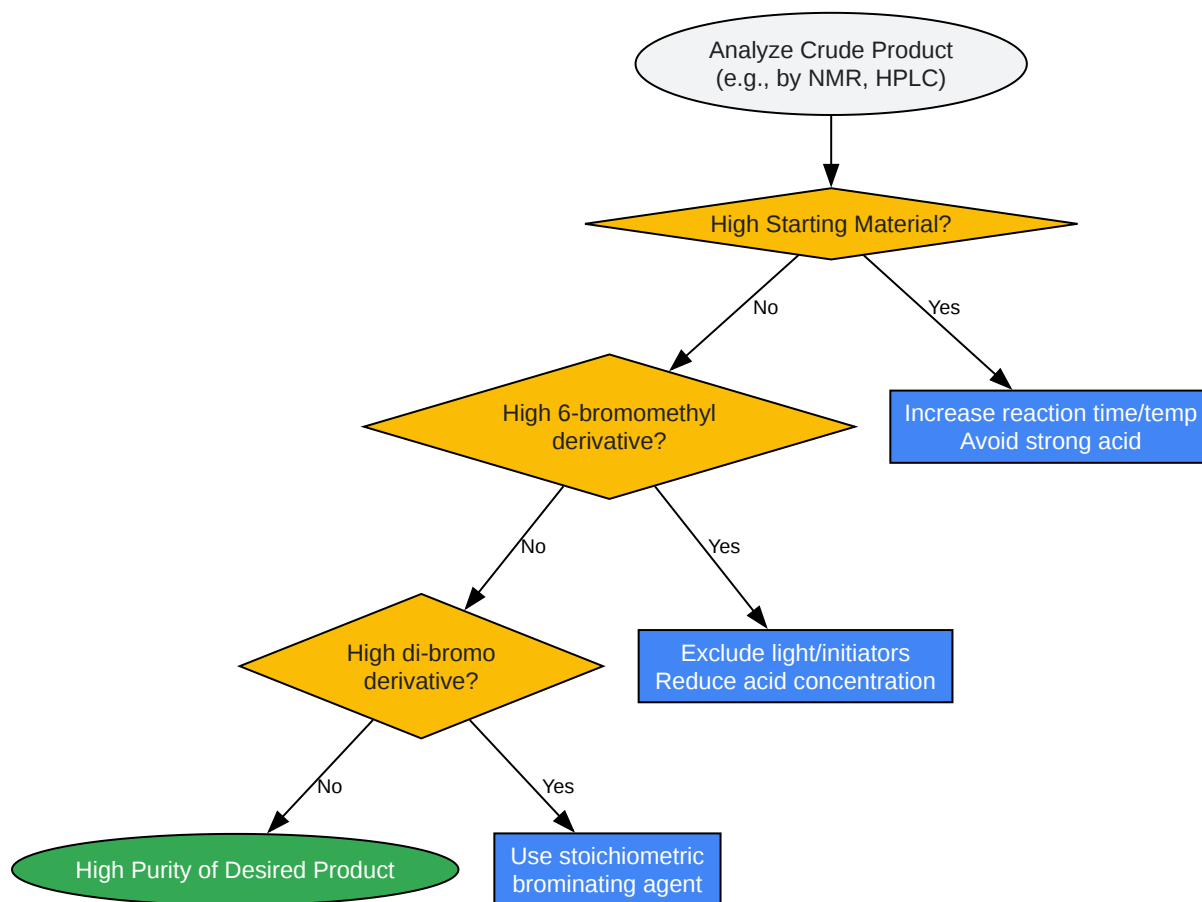 Analyze Crude Product
(e.g., by NMR, HPLC)
High Starting Material?
No
Yes
High 6-bromomethyl
derivative?
Increase reaction time/temp
Avoid strong acid
No
Yes
High di-bromo
derivative?
Exclude light/initiators
Reduce acid concentration
No
Yes
High Purity of Desired Product
Use stoichiometric
brominating agent